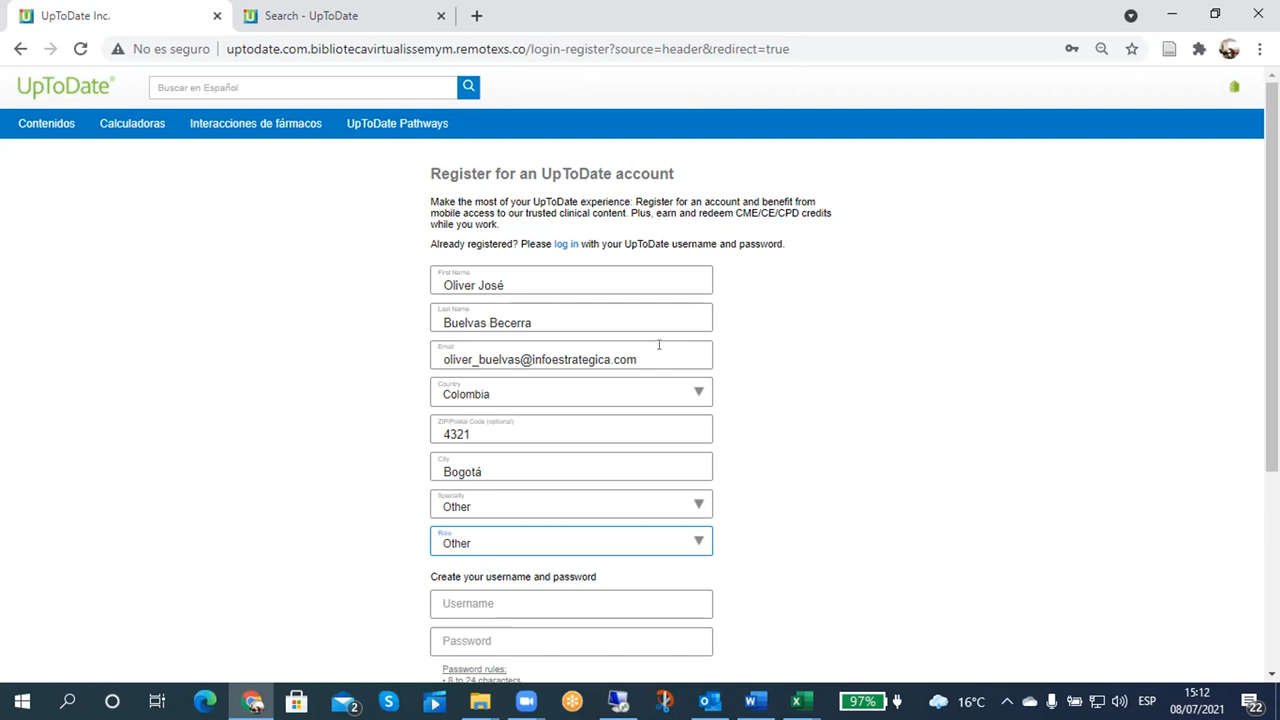 UpToDate Inc.
Search - UpToDate
No es seguro
uptodate.com.bibliotecavirtualissemym.remotexs.co/login-register?source=header&redirect=true
UpToDate®
Buscar en Español
Contenidos
Calculadoras
Interacciones de fármacos
UpToDate Pathways
Register for an UpToDate account
Make the most of your UpToDate experience: Register for an account and benefit from
mobile access to our trusted clinical content. Plus, earn and redeem CME/CE/CPD credits
while you work.
Already registered? Please log in with your UpToDate username and password.
First Name
Oliver José
Last Name
Buelvas Becerra
Email
oliver_buelvas@infoestrategica.com
Country
Colombia
ZIP/Postal Code (optional)
4321
City
Bogotá
Specialty
Other
Role
Other
Create your username and password
Username
Password
Password rules:
• 8 to 24 characters
2
97%
16°C
ESP
15:12
08/07/2021
22